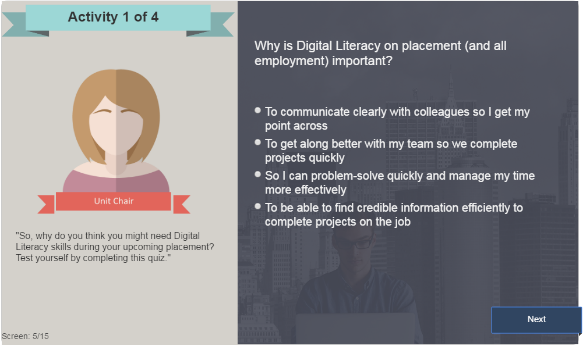 Activity 1 of 4
Unit Chair
"So, why do you think you might need Digital
Literacy skills during your upcoming placement?
Test yourself by completing this quiz."
Screen: 5/15
Why is Digital Literacy on placement (and all
employment) important?
• To communicate clearly with colleagues so I get my
point across
• To get along better with my team so we complete
projects quickly
• So I can problem-solve quickly and manage my time
more effectively
• To be able to find credible information efficiently to
complete projects on the job
Next